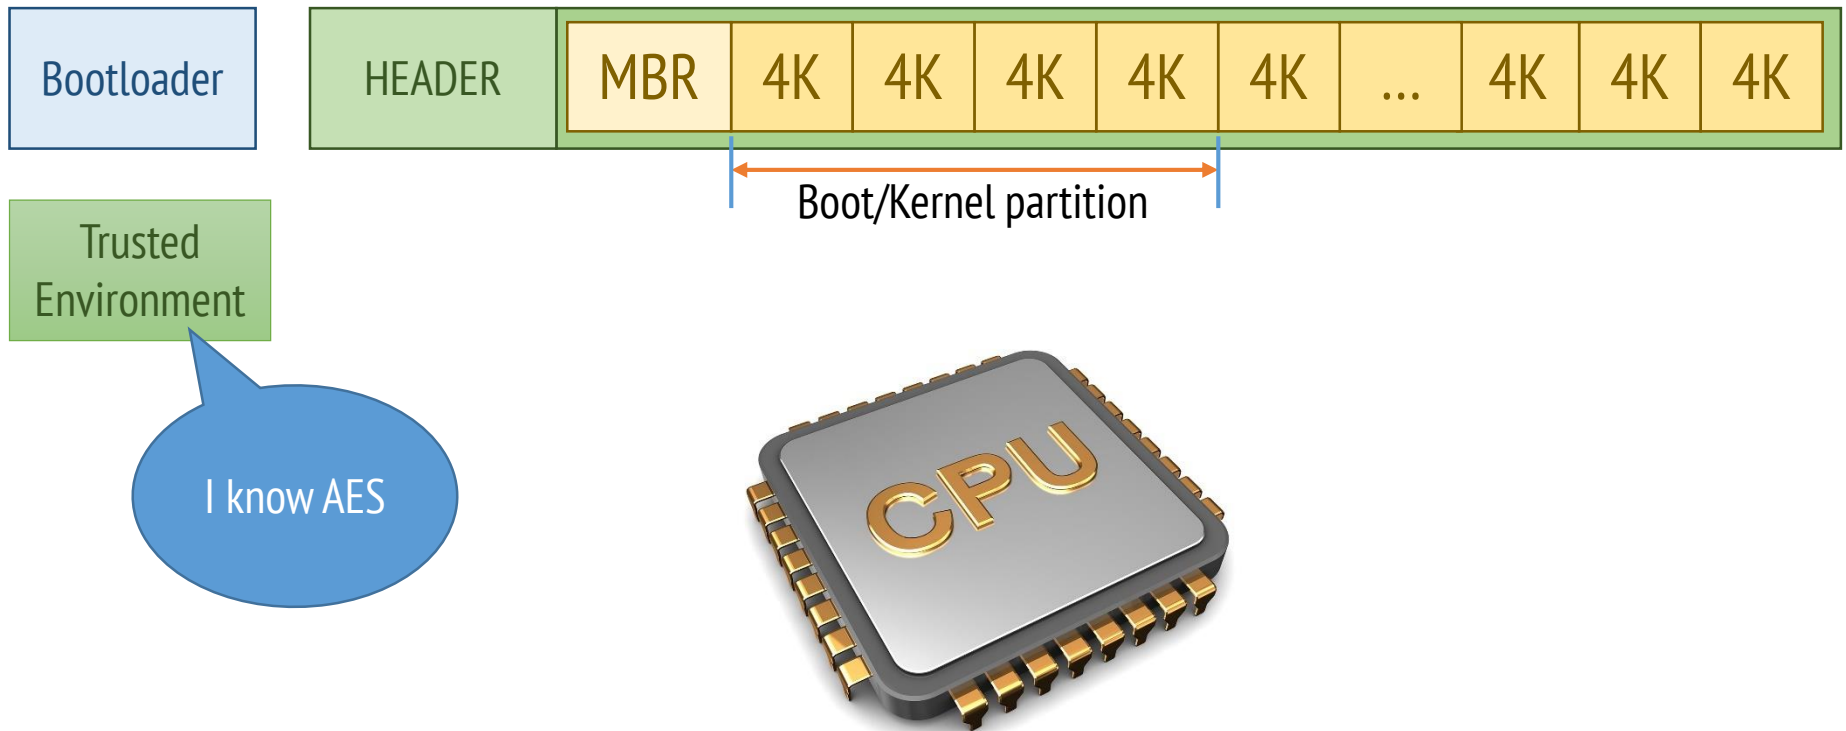 Bootloader
HEADER
MBR 4K 4K 4K 4K 4K ... 4K 4K 4K
Boot/Kernel partition
Trusted
Environment
I know AES
CPU